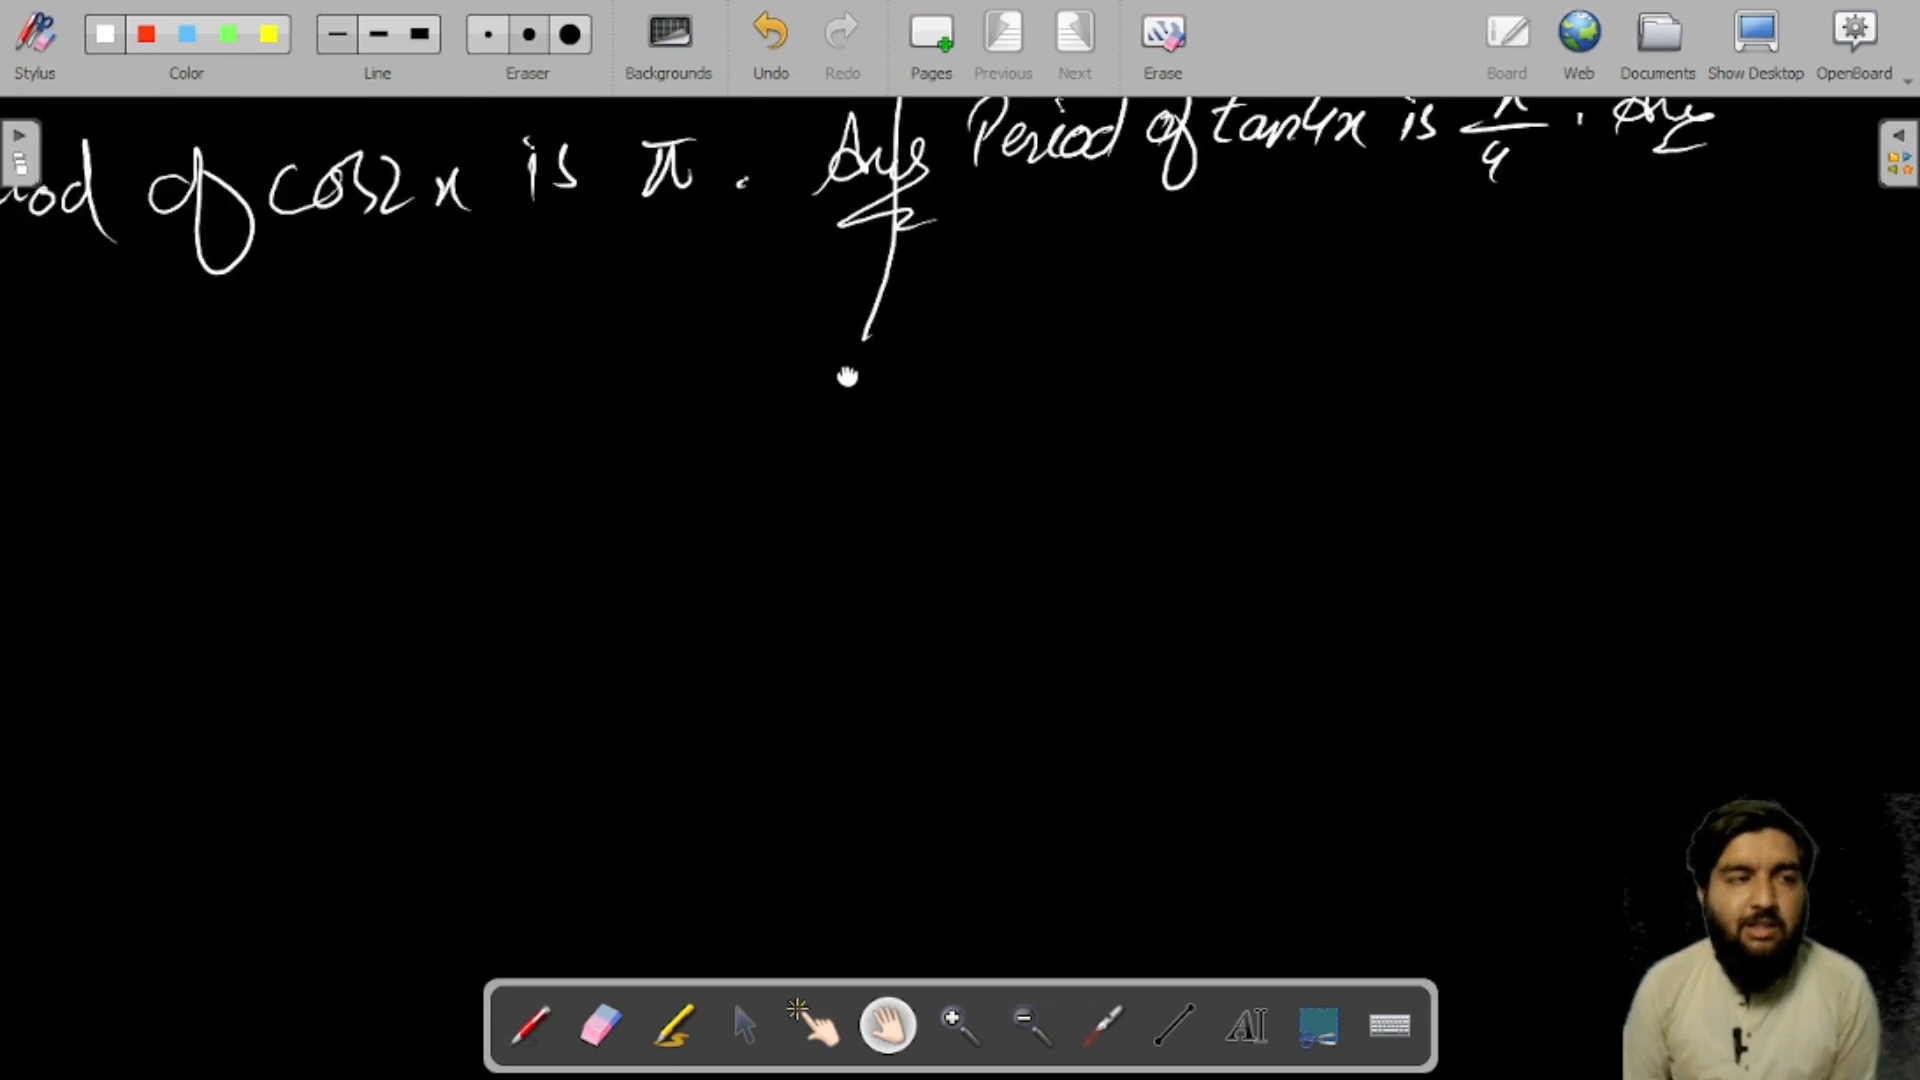 Stylus
Color
Line
Eraser
Backgrounds
Undo
Redo
Pages
Previous
Next
Erase
Board
Web
Documents
Show Desktop
OpenBoard
of cos2x is π. Ans
Period of tan4x is π/4. Ans
AI